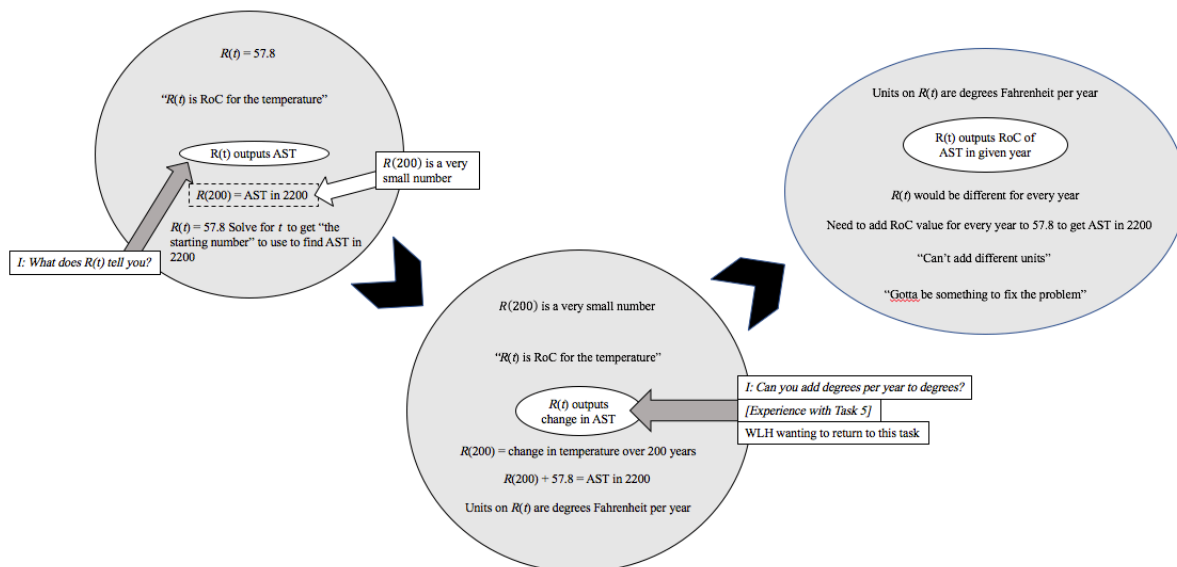 R(t) = 57.8
“R(t) is RoC for the temperature”
R(t) outputs AST
R(200) is a very
small number
R(200) = AST in 2200
R(t) = 57.8 Solve for t to get “the
starting number” to use to find AST in
2200
I: What does R(t) tell you?
R(200) is a very small number
“R(t) is RoC for the temperature”
R(t) outputs
change in AST
I: Can you add degrees per year to degrees?
[Experience with Task 5]
WLH wanting to return to this task
R(200) = change in temperature over 200 years
R(200) + 57.8 = AST in 2200
Units on R(t) are degrees Fahrenheit per year
Units on R(t) are degrees Fahrenheit per year
R(t) outputs RoC of
AST in given year
R(t) would be different for every year
Need to add RoC value for every year to 57.8 to get AST in 2200
“Can’t add different units”
“Gotta be something to fix the problem”